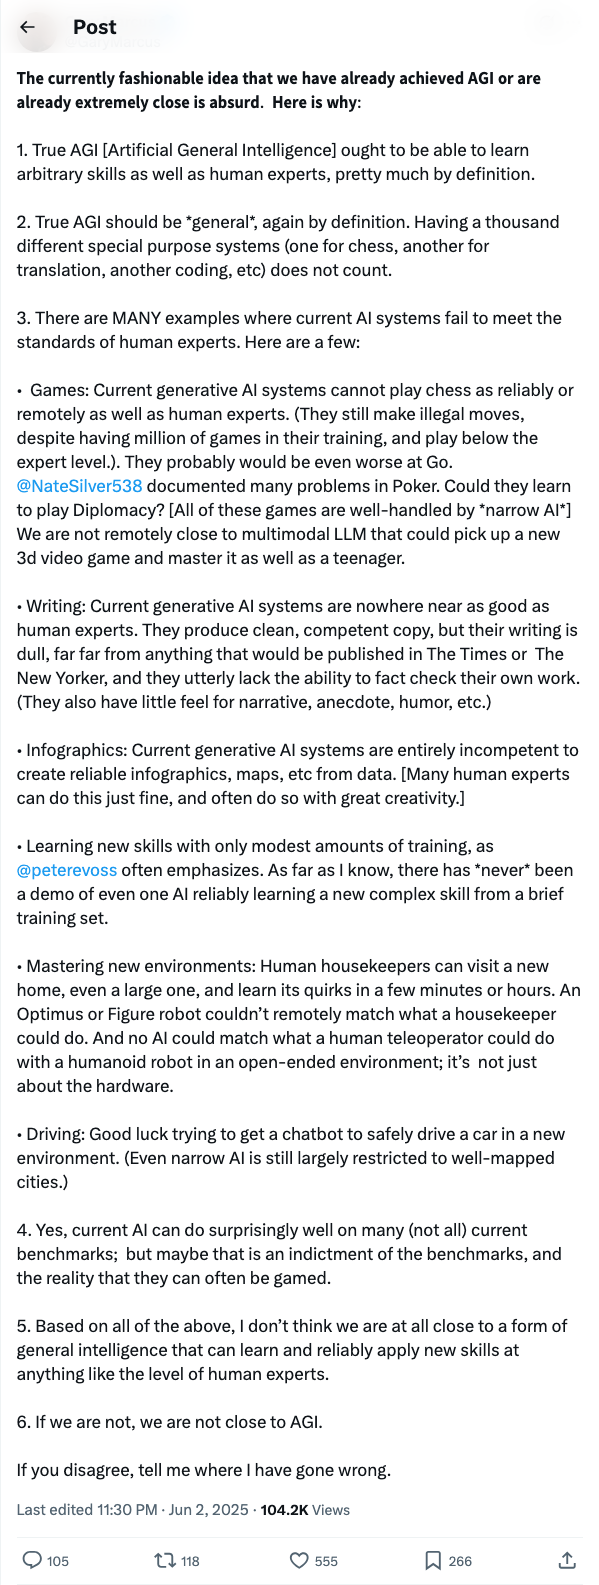 Post
The currently fashionable idea that we have already achieved AGI or are
already extremely close is absurd.  Here is why:
1. True AGI [Artificial General Intelligence] ought to be able to learn
arbitrary skills as well as human experts, pretty much by definition.
2. True AGI should be *general*, again by definition. Having a thousand
different special purpose systems (one for chess, another for
translation, another coding, etc) does not count.
3. There are MANY examples where current AI systems fail to meet the
standards of human experts. Here are a few:
•  Games: Current generative AI systems cannot play chess as reliably or
remotely as well as human experts. (They still make illegal moves,
despite having million of games in their training, and play below the
expert level.). They probably would be even worse at Go.
@NateSilver538 documented many problems in Poker. Could they learn
to play Diplomacy? [All of these games are well-handled by *narrow AI*]
We are not remotely close to multimodal LLM that could pick up a new
3d video game and master it as well as a teenager.
• Writing: Current generative AI systems are nowhere near as good as
human experts. They produce clean, competent copy, but their writing is
dull, far far from anything that would be published in The Times or  The
New Yorker, and they utterly lack the ability to fact check their own work.
(They also have little feel for narrative, anecdote, humor, etc.)
• Infographics: Current generative AI systems are entirely incompetent to
create reliable infographics, maps, etc from data. [Many human experts
can do this just fine, and often do so with great creativity.]
• Learning new skills with only modest amounts of training, as
@peterevoss often emphasizes. As far as I know, there has *never* been
a demo of even one AI reliably learning a new complex skill from a brief
training set.
• Mastering new environments: Human housekeepers can visit a new
home, even a large one, and learn its quirks in a few minutes or hours. An
Optimus or Figure robot couldn’t remotely match what a housekeeper
could do. And no AI could match what a human teleoperator could do
with a humanoid robot in an open-ended environment; it’s  not just
about the hardware.
• Driving: Good luck trying to get a chatbot to safely drive a car in a new
environment. (Even narrow AI is still largely restricted to well-mapped
cities.)
4. Yes, current AI can do surprisingly well on many (not all) current
benchmarks;  but maybe that is an indictment of the benchmarks, and
the reality that they can often be gamed.
5. Based on all of the above, I don’t think we are at all close to a form of
general intelligence that can learn and reliably apply new skills at
anything like the level of human experts.
6. If we are not, we are not close to AGI.
If you disagree, tell me where I have gone wrong.
Last edited 11:30 PM · Jun 2, 2025 · 104.2K Views
105 118 555 266